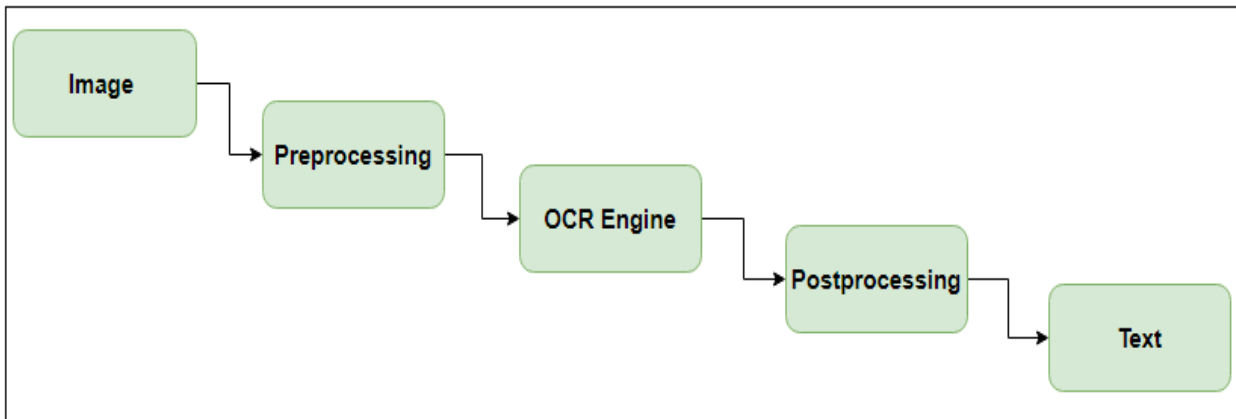 Image
Preprocessing
OCR Engine
Postprocessing
Text